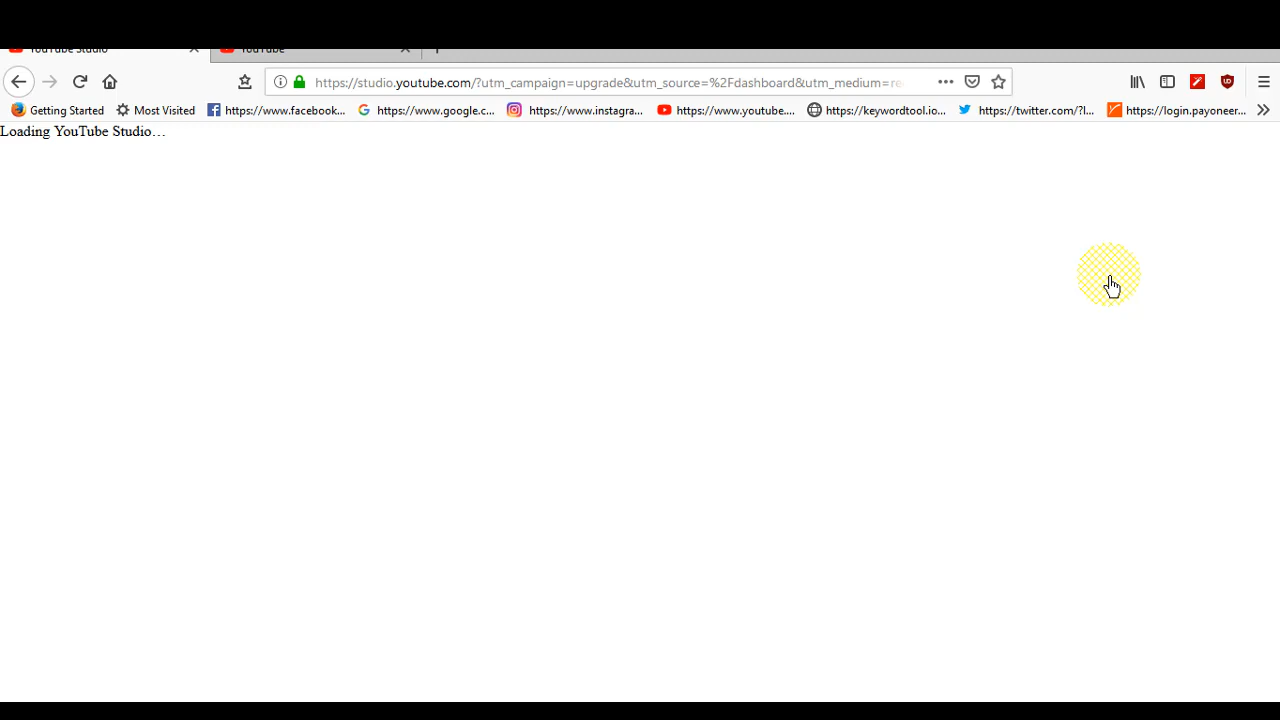 YouTube Studio YouTube
https://studio.youtube.com/?utm_campaign=upgrade&utm_source=%2Fdashboard&utm_medium=re
Getting Started Most Visited https://www.facebook... https://www.google.c... https://www.instagra... https://www.youtube.... https://keywordtool.io... https://twitter.com/?l... https://login.payoneer...
Loading YouTube Studio…